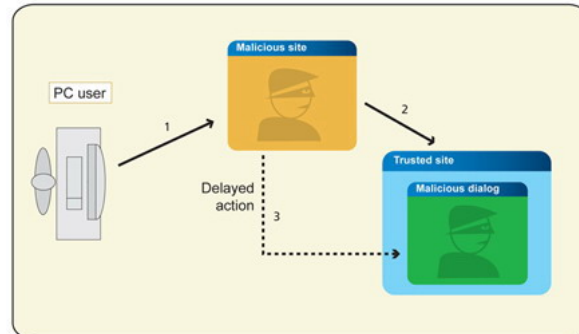 Malicious site
PC user
1
2
Trusted site
Malicious dialog
Delayed
action
3